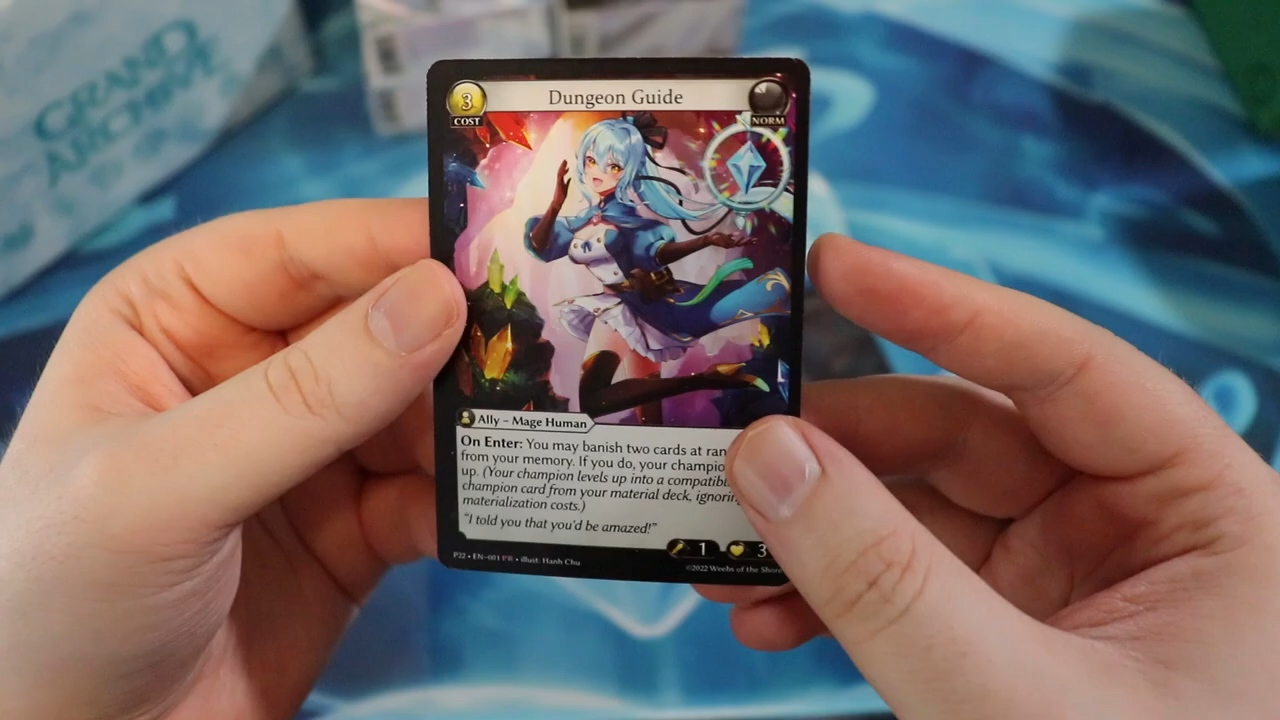 GRAND
ARCHIVE
3
COST
Dungeon Guide
NORM
Ally – Mage Human
On Enter: You may banish two cards at ran
from your memory. If you do, your champio
up. (Your champion levels up into a compatib
champion card from your material deck, ignorin
materialization costs.)
"I told you that you'd be amazed!"
1
3
P22 • EN-001 PR • illust: Hanh Chu
©2022 Weebs of the Shore